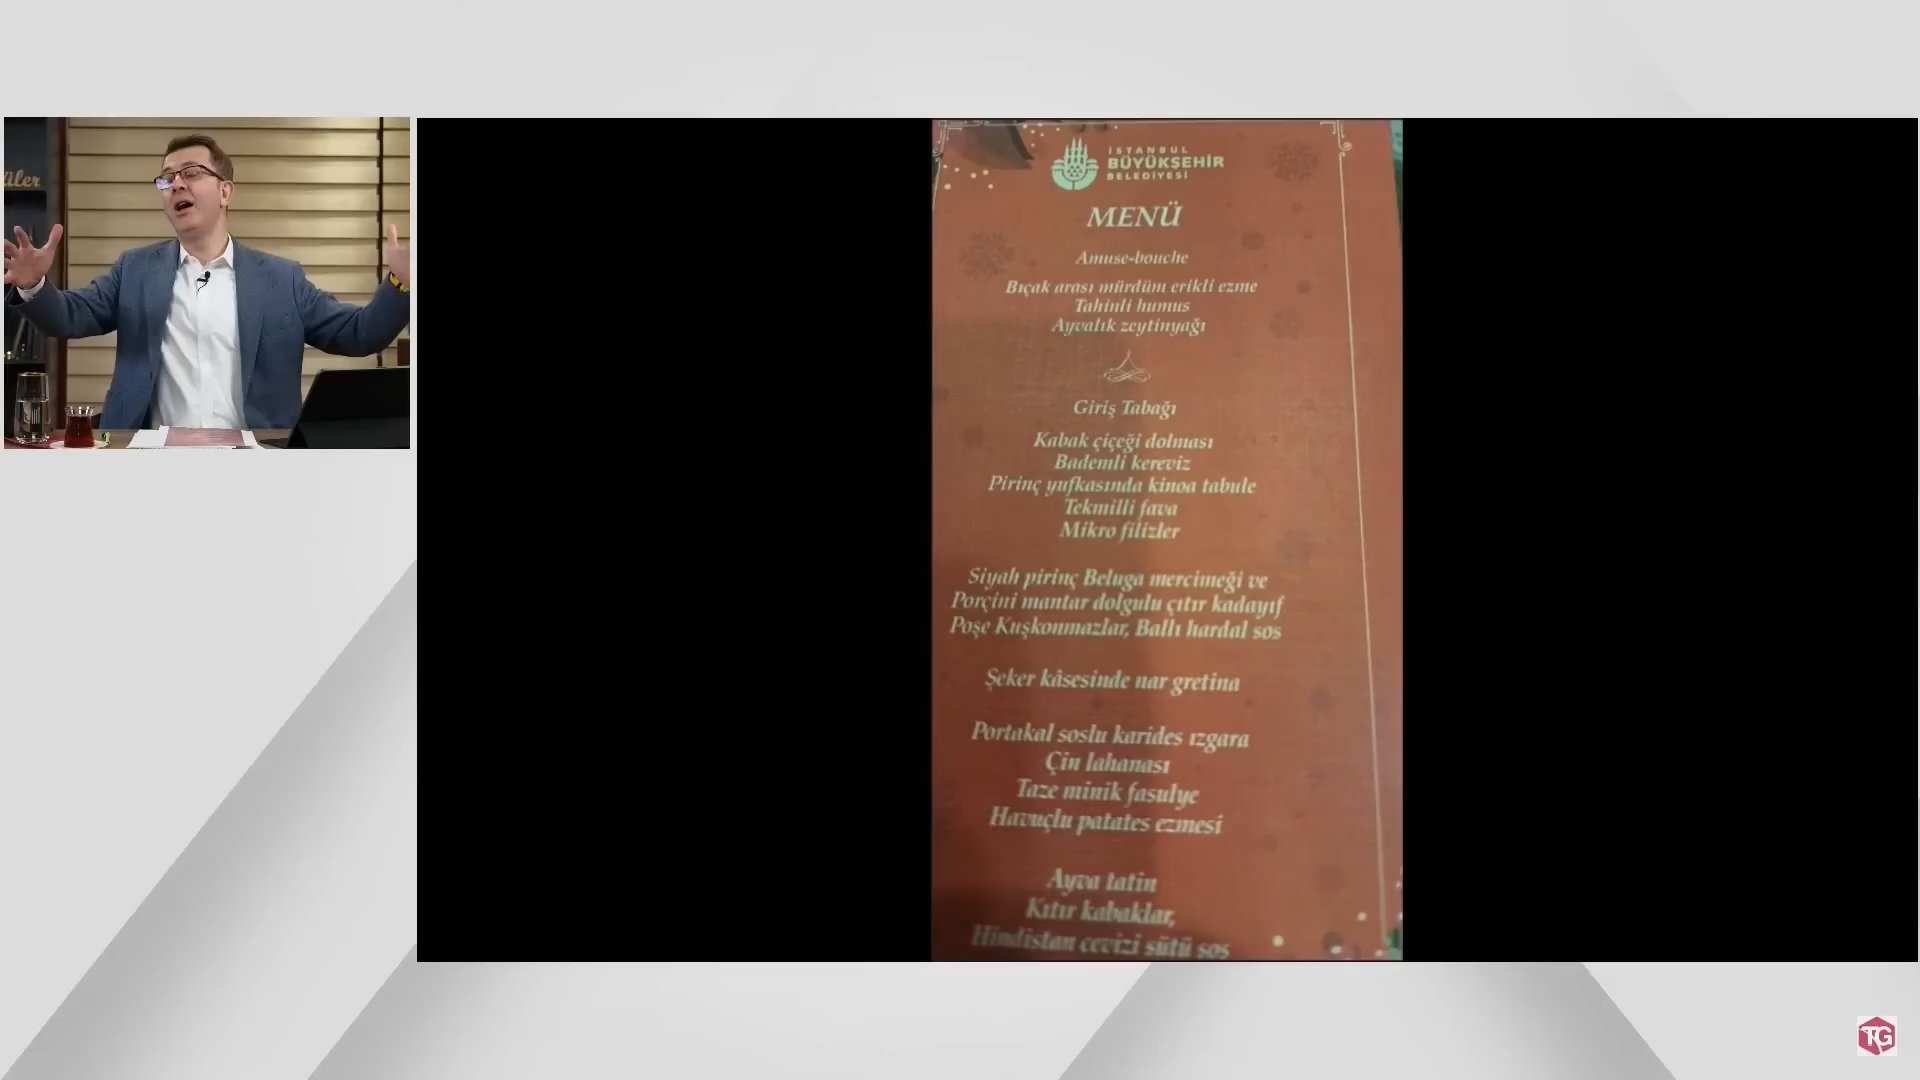 üler
İSTANBUL
BÜYÜKŞEHİR
BELEDİYESİ
MENÜ
Amuse-bouche
Bıçak arası mürdüm erikli ezme
Tahinli humus
Ayvalık zeytinyağı
Giriş Tabağı
Kabak çiçeği dolması
Bademli kereviz
Pirinç yufkasında kinoa tabule
Tekmilli fava
Mikro filizler
Siyah pirinç Beluga mercimeği ve
Porçini mantar dolgulu çıtır kadayıf
Poşe Kuşkonmazlar, Ballı hardal sos
Şeker kâsesinde nar gretina
Portakal soslu karides ızgara
Çin lahanası
Taze minik fasulye
Havuçlu patates ezmesi
Ayva tatin
Kıtır kabaklar,
Hindistan cevizi sütü sos
TG